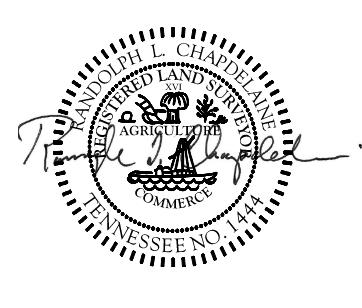 RANDOLPH L. CHAPDELAINE
REGISTERED LAND SURVEYOR
XVI
AGRICULTURE
COMMERCE
TENNESSEE NO. 1444